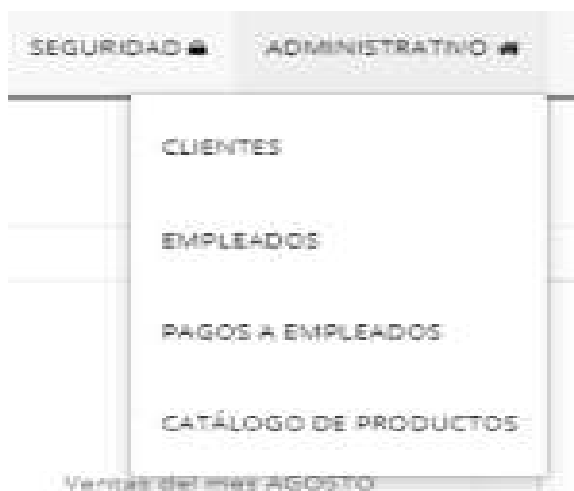 SEGURIDAD ADMINISTRATIVO
CLIENTES
EMPLEADOS
PAGOS A EMPLEADOS
CATÁLOGO DE PRODUCTOS
Ventas del mes AGOSTO